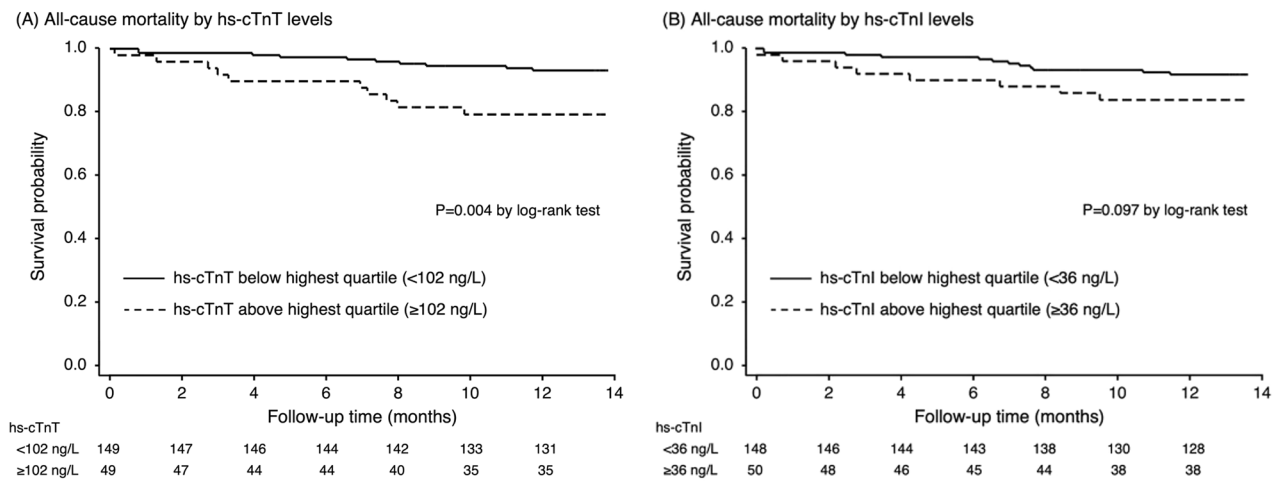 (A) All-cause mortality by hs-cTnT levels
1.0
0.8
0.6
0.4
0.2
0.0
Survival probability
P=0.004 by log-rank test
hs-cTnT below highest quartile (<102 ng/L)
hs-cTnT above highest quartile (≥102 ng/L)
0 2 4 6 8 10 12 14
Follow-up time (months)
hs-cTnT
<102 ng/L 149 147 146 144 142 133 131
≥102 ng/L 49 47 44 44 40 35 35
(B) All-cause mortality by hs-cTnI levels
1.0
0.8
0.6
0.4
0.2
0.0
Survival probability
P=0.097 by log-rank test
hs-cTnI below highest quartile (<36 ng/L)
hs-cTnI above highest quartile (≥36 ng/L)
0 2 4 6 8 10 12 14
Follow-up time (months)
hs-cTnI
<36 ng/L 148 146 144 143 138 130 128
≥36 ng/L 50 48 46 45 44 38 38